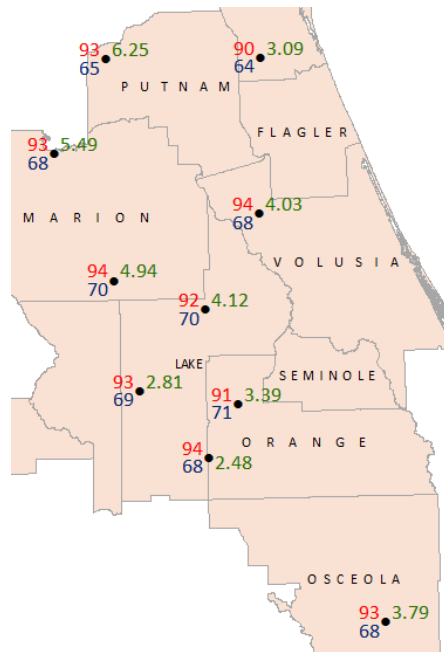 93 6.25
65
90 3.09
64
PUTNAM
FLAGLER
93 5.49
68
94 4.03
68
MARION
VOLUSIA
94 4.94
70
92 4.12
70
LAKE
SEMINOLE
93 2.81
69
91 3.39
71
ORANGE
94
68 2.48
OSCEOLA
93 3.79
68